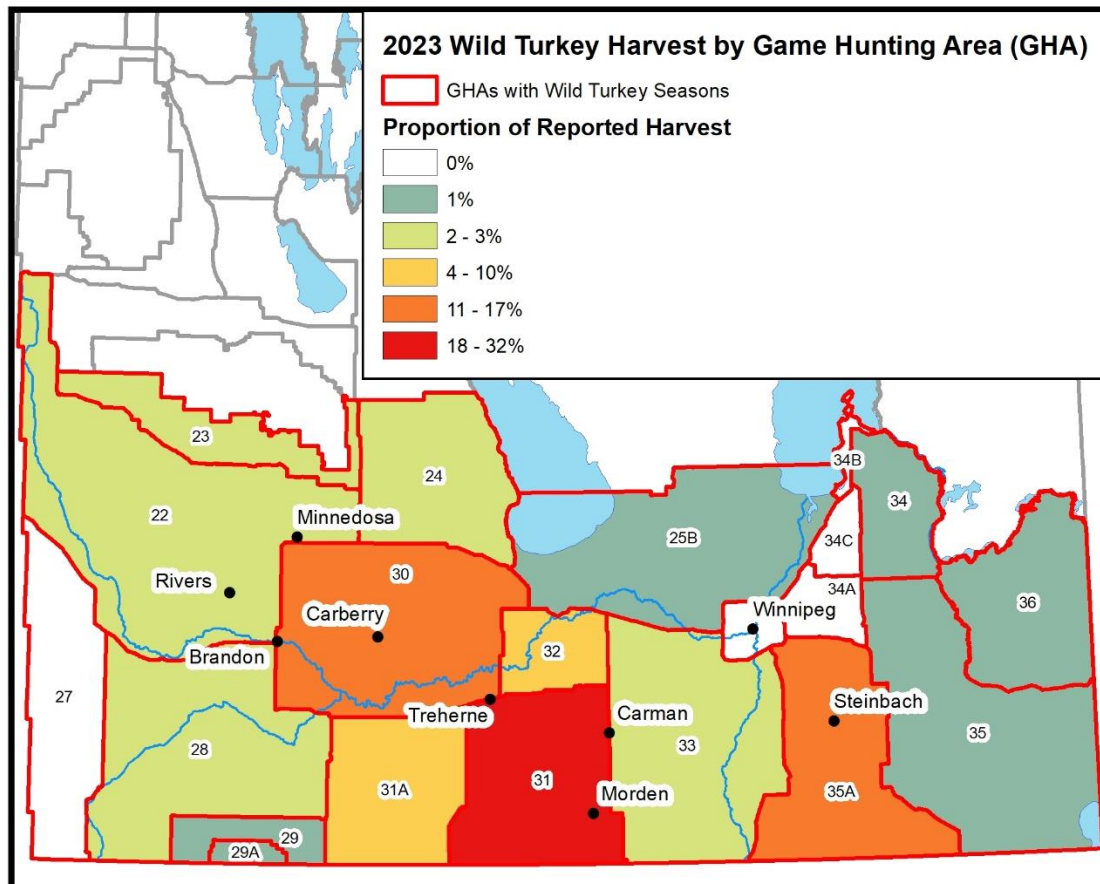 2023 Wild Turkey Harvest by Game Hunting Area (GHA)
GHAs with Wild Turkey Seasons
Proportion of Reported Harvest
0%
1%
2 - 3%
4 - 10%
11 - 17%
18 - 32%
23
24
34B
34
22
Minnedosa
25B
34C
30
34A
Rivers
36
Carberry
Winnipeg
Brandon
32
27
Treherne
Steinbach
Carman
28
33
35
31A
31
35A
Morden
29
29A